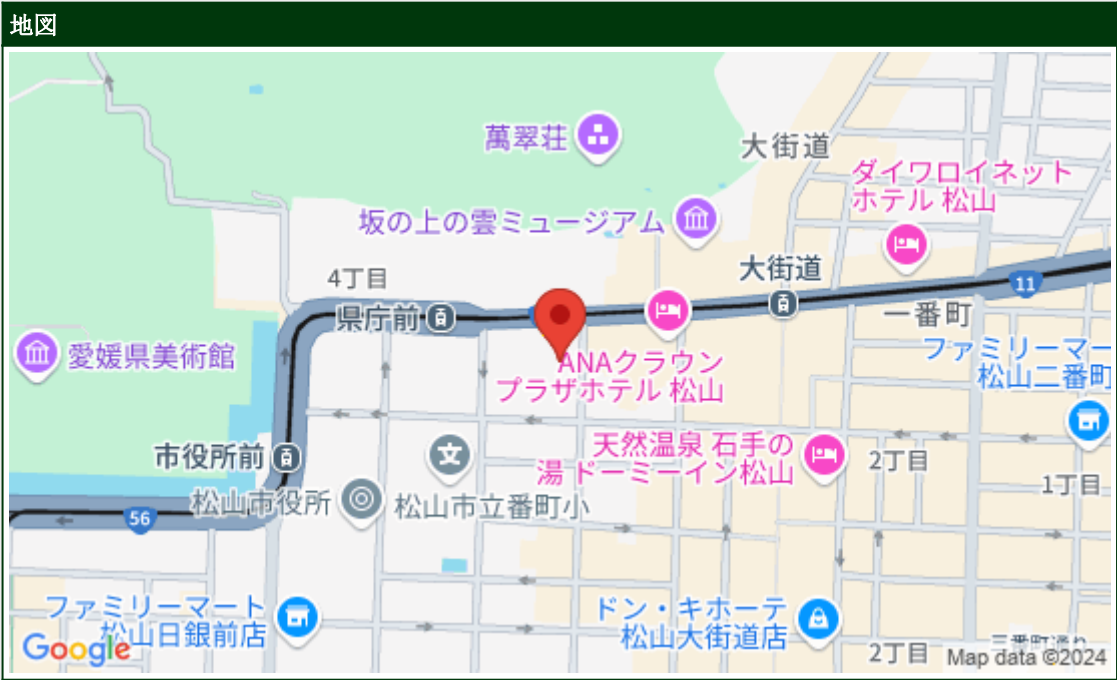 地図
萬翠荘
大街道
ダイワロイネット
ホテル 松山
坂の上の雲ミュージアム
大街道
4丁目
11
県庁前
一番町
愛媛県美術館
ファミリーマー
松山二番町
ANAクラウン
プラザホテル 松山
天然温泉 石手の
湯 ドーミーイン松山
2丁目
市役所前
1丁目
松山市役所
松山市立番町小
56
ファミリーマート
松山日銀前店
ドン・キホーテ
松山大街道店
三番町通り
2丁目
Google
Map data ©2024